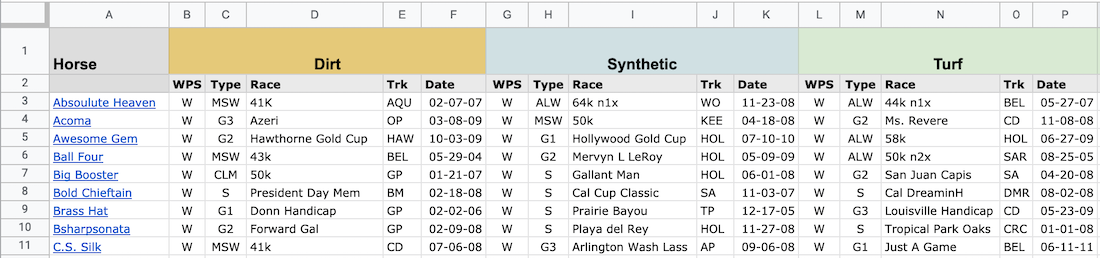 A B C D E F G H I J K L M N O P
1 Horse Dirt Synthetic Turf
2 WPS Type Race Trk Date WPS Type Race Trk Date WPS Type Race Trk Date
3 Absoulute Heaven W MSW 41K AQU 02-07-07 W ALW 64k n1x WO 11-23-08 W ALW 44k n1x BEL 05-27-07
4 Acoma W G3 Azeri OP 03-08-09 W MSW 50k KEE 04-18-08 W G2 Ms. Revere CD 11-08-08
5 Awesome Gem W G2 Hawthorne Gold Cup HAW 10-03-09 W G1 Hollywood Gold Cup HOL 07-10-10 W ALW 58k HOL 06-27-09
6 Ball Four W MSW 43k BEL 05-29-04 W G2 Mervyn L LeRoy HOL 05-09-09 W ALW 50k n2x SAR 08-25-05
7 Big Booster W CLM 50k GP 01-21-07 W S Gallant Man HOL 06-01-08 W G2 San Juan Capis SA 04-20-08
8 Bold Chieftain W S President Day Mem BM 02-18-08 W S Cal Cup Classic SA 11-03-07 W S Cal DreaminH DMR 08-02-08
9 Brass Hat W G1 Donn Handicap GP 02-02-06 W S Prairie Bayou TP 12-17-05 W G3 Louisville Handicap CD 05-23-09
10 Bsharpsonata W G2 Forward Gal GP 02-09-08 W S Playa del Rey HOL 11-27-08 W S Tropical Park Oaks CRC 01-01-08
11 C.S. Silk W MSW 41k CD 07-06-08 W G3 Arlington Wash Lass AP 09-06-08 W G1 Just A Game BEL 06-11-11